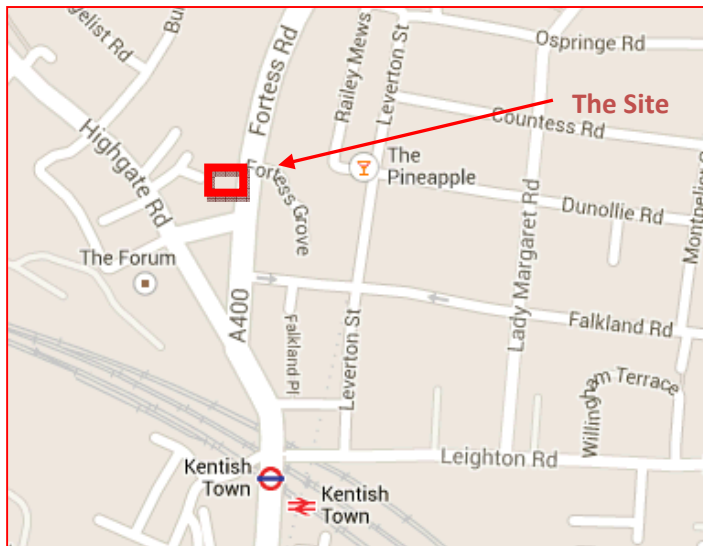 gelist Rd
Bu
Fortess Rd
Railey Mews
Leverton St
Ospringe Rd
The Site
Countess Rd
Highgate Rd
Fortess Grove
The
Pineapple
Lady Margaret Rd
Dunollie Rd
Montpelier G
The Forum
A400
Falkland Pl
Leverton St
Falkland Rd
Willingham Terrace
Leighton Rd
Kentish
Town
Kentish
Town